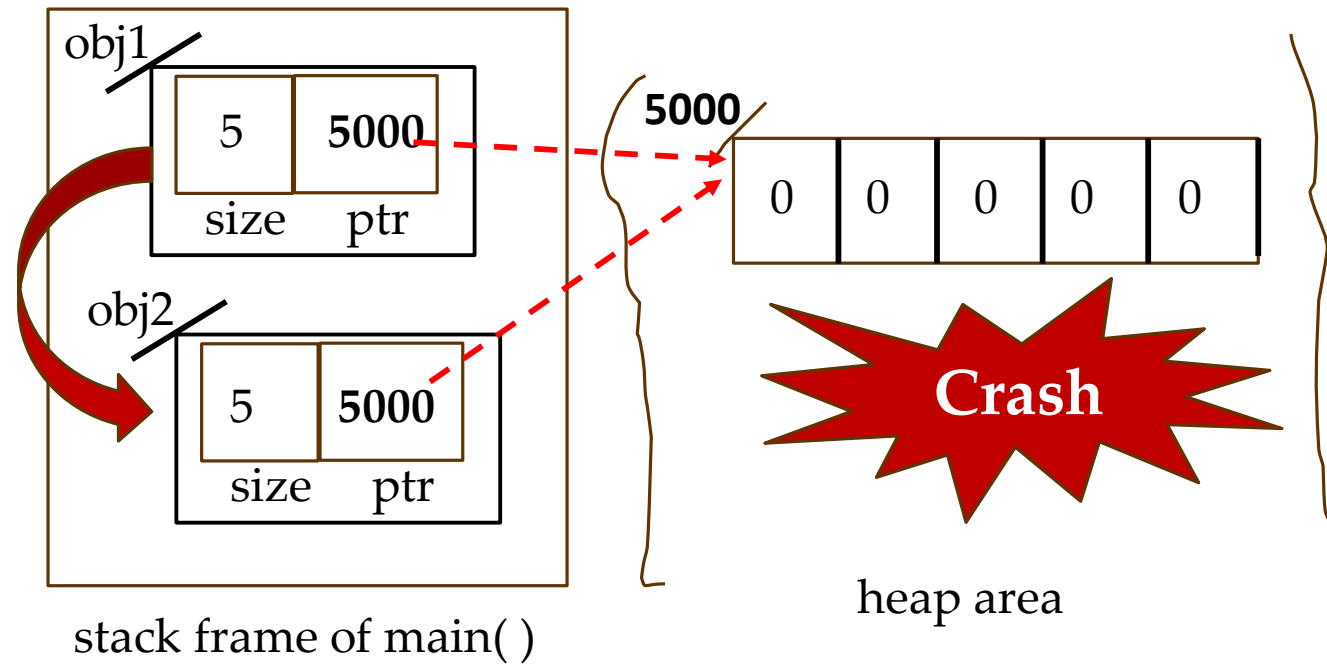 obj1
5 5000
size ptr
obj2
5 5000
size ptr
stack frame of main( )
5000
0 0 0 0 0
Crash
heap area